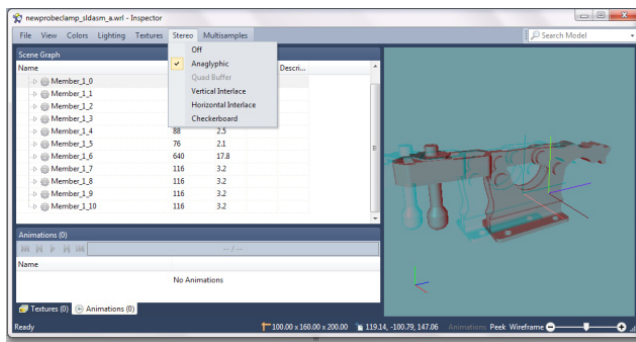 newprobeclamp_sldasm_a.wrl - Inspector
File View Colors Lighting Textures Stereo Multisamples Search Model
Off
Anaglyphic
Quad Buffer
Vertical Interlace
Horizontal Interlace
Checkerboard
Scene Graph
Name Descri...
Member_1_0
Member_1_1
Member_1_2
Member_1_3
Member_1_4 88 2.5
Member_1_5 76 2.1
Member_1_6 640 17.8
Member_1_7 116 3.2
Member_1_8 116 3.2
Member_1_9 116 3.2
Member_1_10 116 3.2
Animations (0)
-- / --
Name
No Animations
Textures (0) Animations (0)
Ready 100.00 x 160.00 x 200.00 119.14, -100.79, 147.06 Animations Peek Wireframe